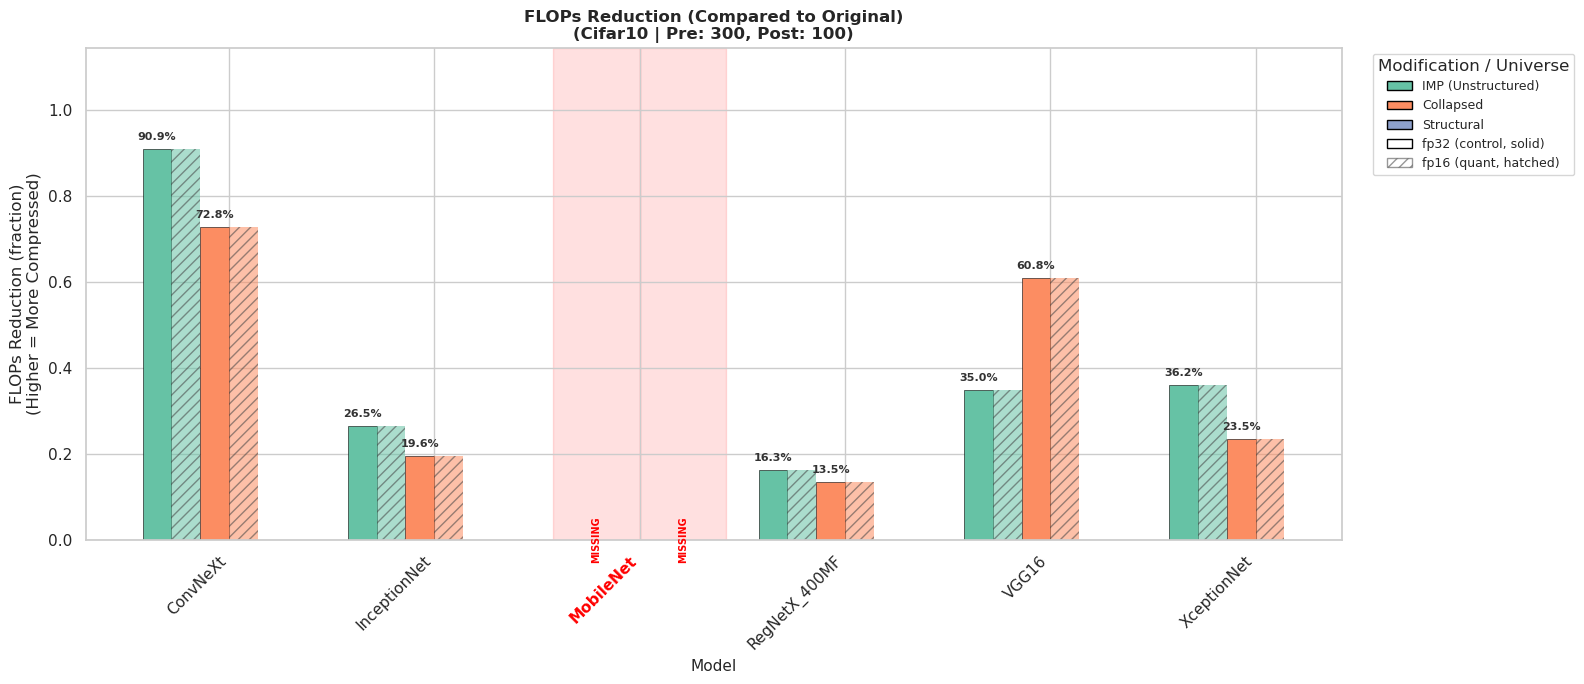 FLOPs Reduction (Compared to Original)
(Cifar10 | Pre: 300, Post: 100)
FLOPs Reduction (fraction)
(Higher = More Compressed)
1.0
0.8
0.6
0.4
0.2
0.0
90.9%
72.8%
26.5%
19.6%
MISSING
MISSING
16.3%
13.5%
35.0%
60.8%
36.2%
23.5%
ConvNeXt
InceptionNet
MobileNet
RegNetX_400MF
VGG16
XceptionNet
Model
Modification / Universe
IMP (Unstructured)
Collapsed
Structural
fp32 (control, solid)
fp16 (quant, hatched)